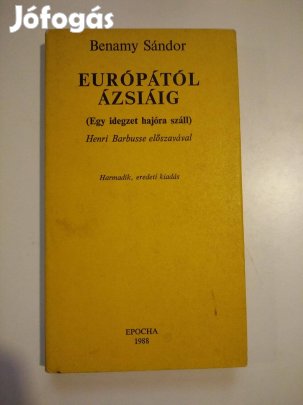 Jófogás
Benamy Sándor
EURÓPÁTÓL
ÁZSIÁIG
(Egy idegzet hajóra száll)
Henri Barbusse előszavával
Harmadik, eredeti kiadás
EPOCHA
1988